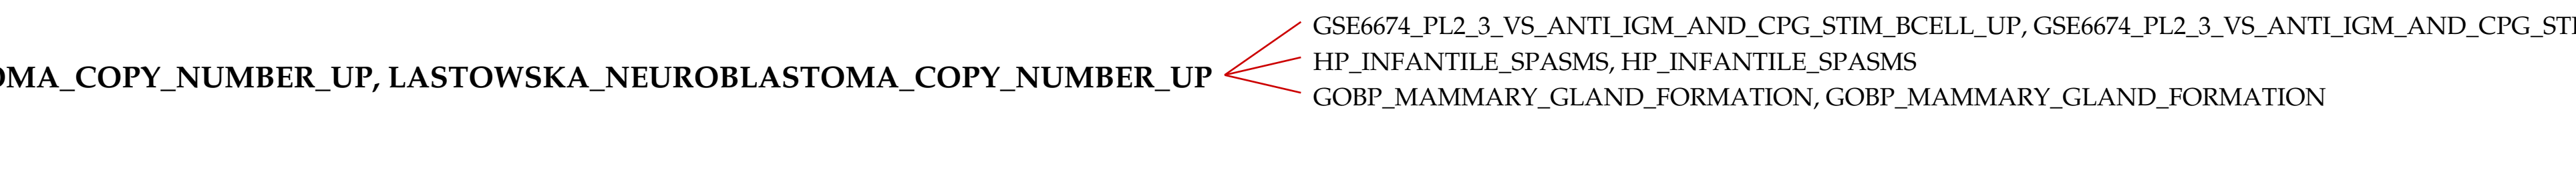 GSE6674_PL2_3_VS_ANTI_IGM_AND_CPG_STIM_BCELL_UP, GSE6674_PL2_3_VS_ANTI_IGM_AND_CPG_STI
HP_INFANTILE_SPASMS, HP_INFANTILE_SPASMS
OMA_COPY_NUMBER_UP, LASTOWSKA_NEUROBLASTOMA_COPY_NUMBER_UP
GOBP_MAMMARY_GLAND_FORMATION, GOBP_MAMMARY_GLAND_FORMATION